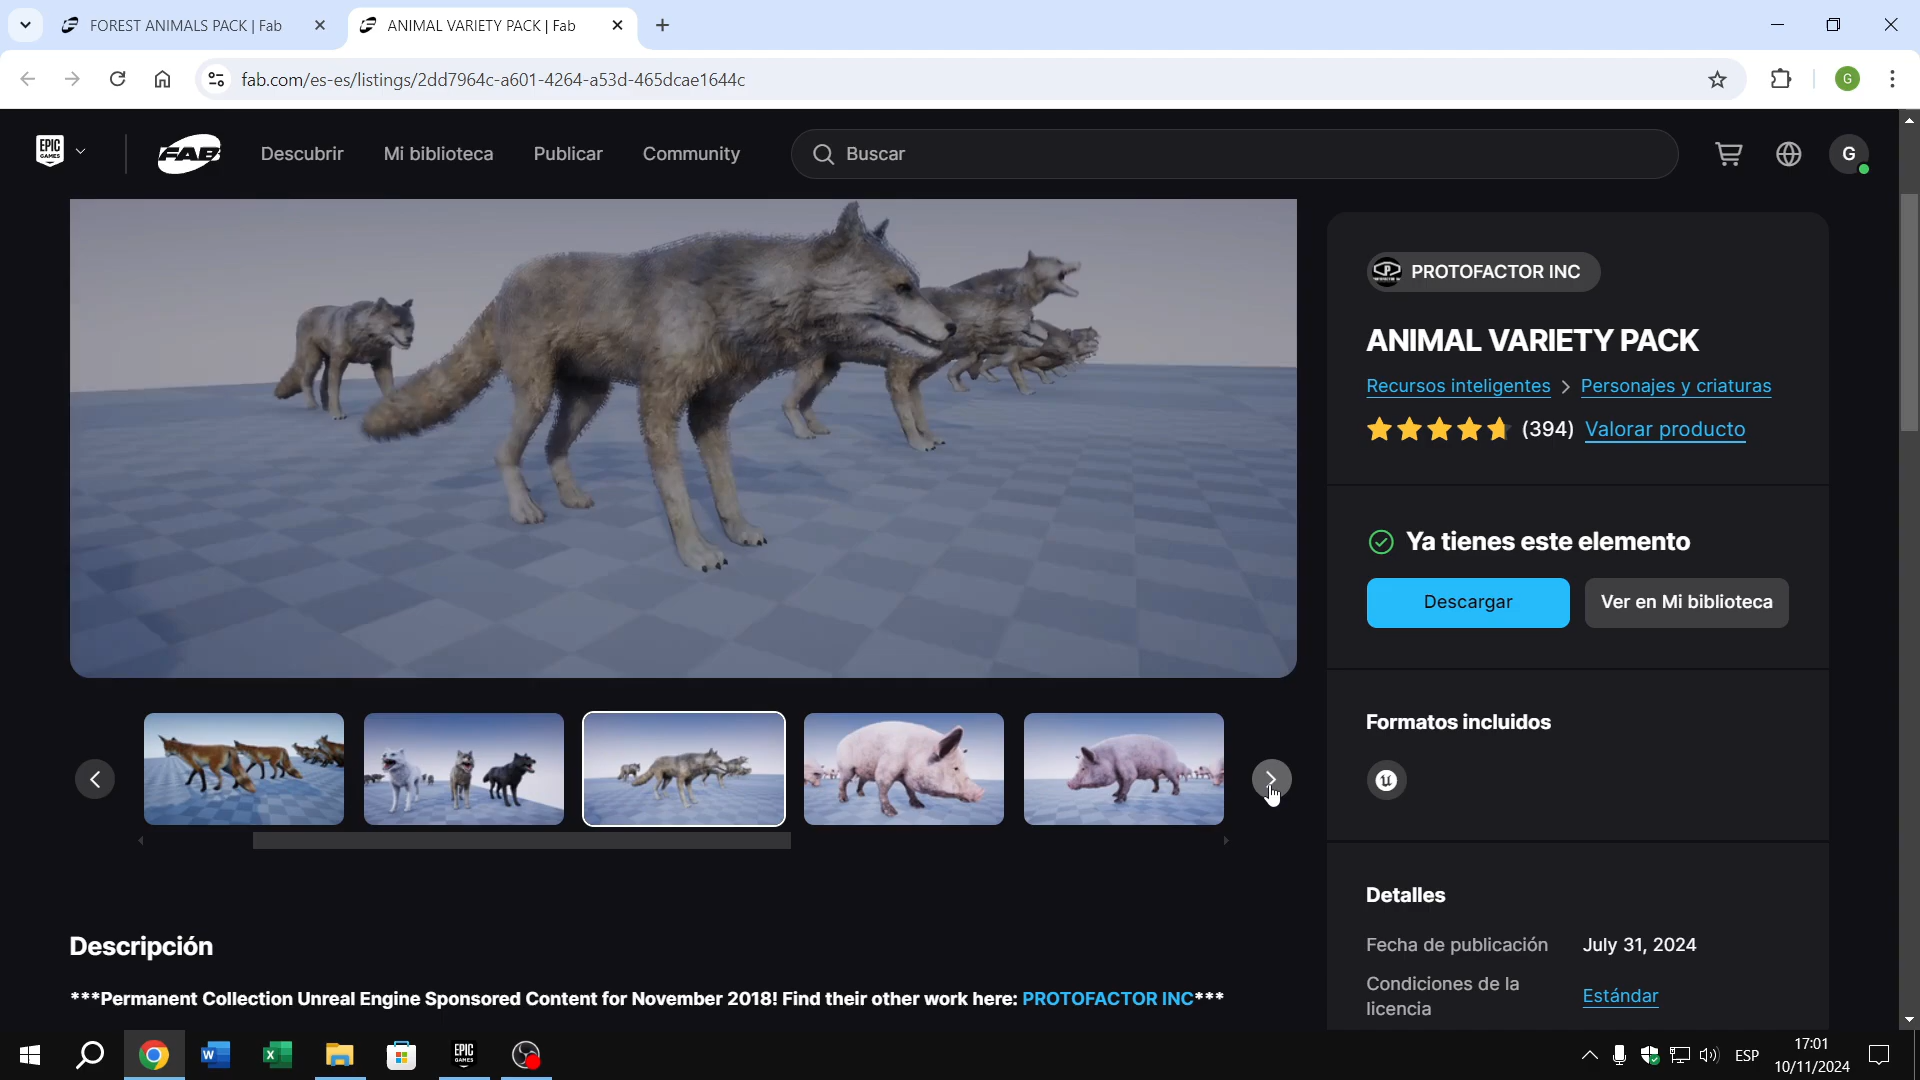 FOREST ANIMALS PACK | Fab
ANIMAL VARIETY PACK | Fab
fab.com/es-es/listings/2dd7964c-a601-4264-a53d-465dcae1644c
G
EPIC GAMES
FAB
Descubrir
Mi biblioteca
Publicar
Community
Buscar
G
PROTOFACTOR INC
ANIMAL VARIETY PACK
Recursos inteligentes > Personajes y criaturas
(394) Valorar producto
Ya tienes este elemento
Descargar
Ver en Mi biblioteca
Formatos incluidos
Detalles
Fecha de publicación July 31, 2024
Condiciones de la licencia Estándar
Descripción
***Permanent Collection Unreal Engine Sponsored Content for November 2018! Find their other work here: PROTOFACTOR INC***
EPIC GAMES
ESP
17:01
10/11/2024